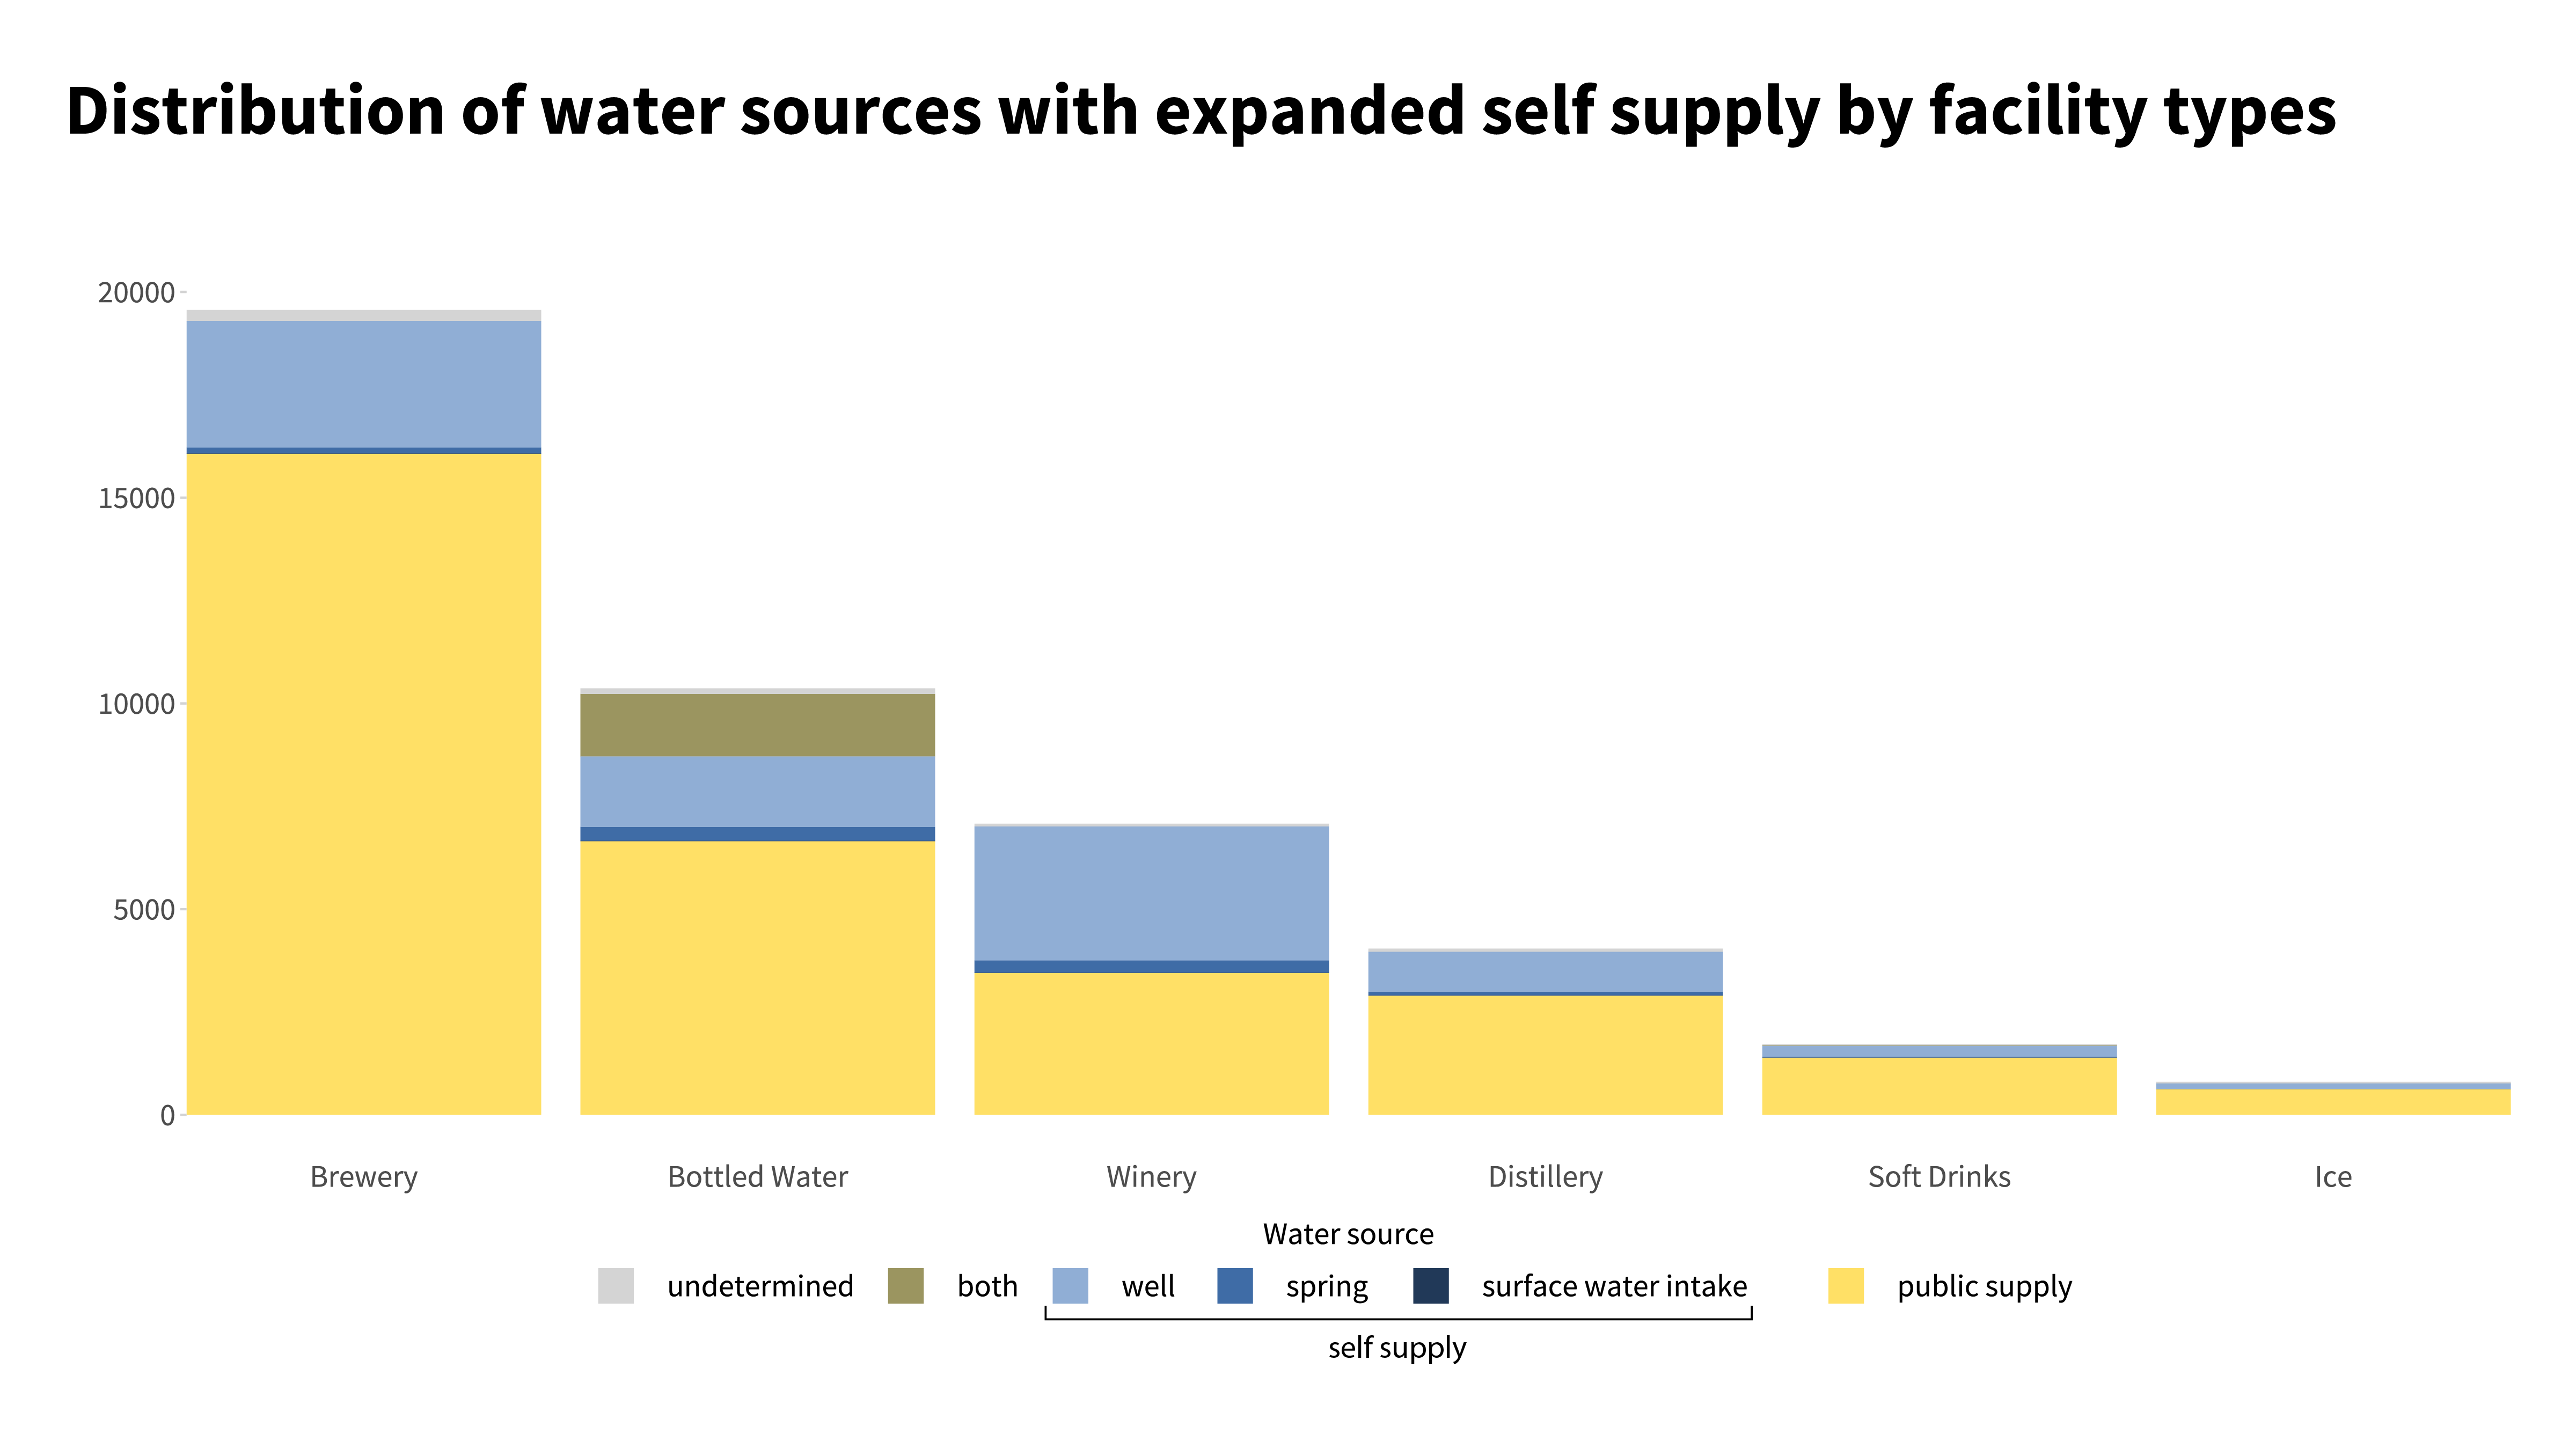 Distribution of water sources with expanded self supply by facility types
20000
15000
10000
5000
0
Brewery Bottled Water Winery Distillery Soft Drinks Ice
Water source
undetermined both well spring surface water intake public supply
self supply